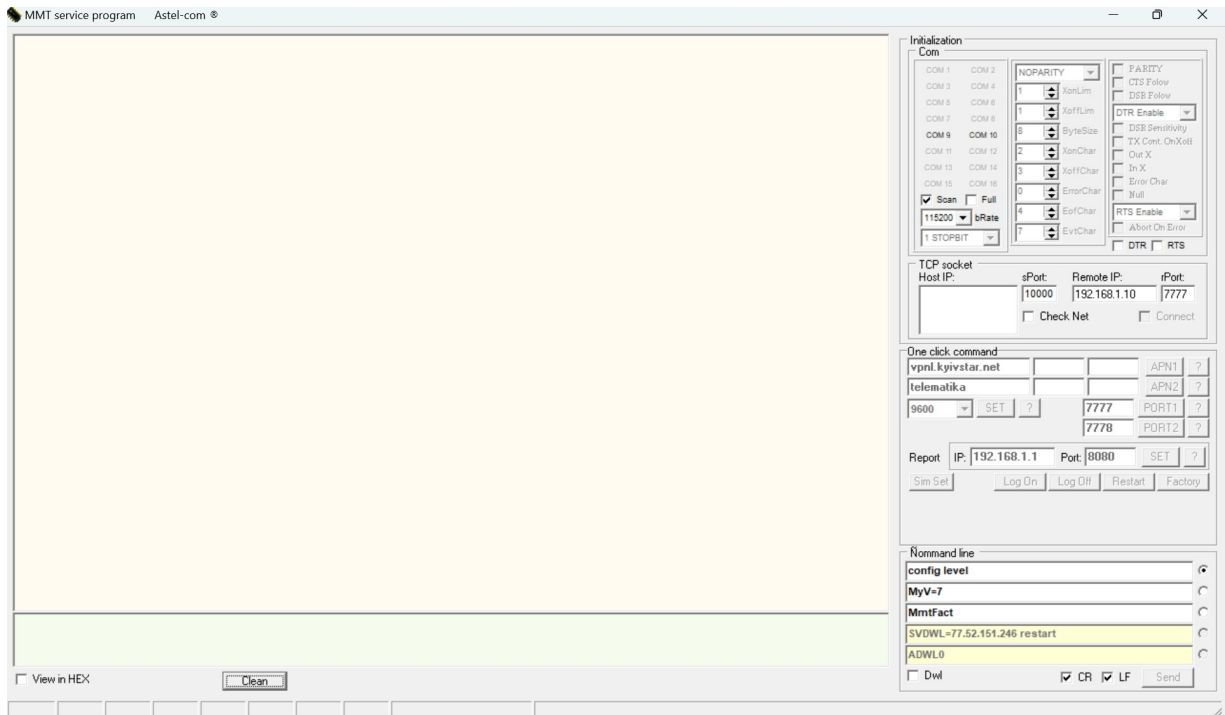 MMT service program Astel-com ®
Initialization
Com
COM 1 COM 2
COM 3 COM 4
COM 5 COM 6
COM 7 COM 8
COM 9 COM 10
COM 11 COM 12
COM 13 COM 14
COM 15 COM 16
Scan Full
115200 bRate
1 STOPBIT
NOPARITY
1 XonLim
1 XoffLim
8 ByteSize
2 XonChar
3 XoffChar
0 ErrorChar
4 EofChar
7 EvtChar
PARITY
CTS Folow
DSR Folow
DTR Enable
DSR Sensitivity
TX Cont. OnXoff
Out X
In X
Error Char
Null
RTS Enable
Abort On Error
DTR RTS
TCP socket
Host IP: sPort: Remote IP: rPort:
10000 192.168.1.10 7777
Check Net Connect
One click command
vpnl.kyivstar.net APN1 ?
telematika APN2 ?
9600 SET ? 7777 PORT1 ?
7778 PORT2 ?
Report IP: 192.168.1.1 Port: 8080 SET ?
Sim Set Log On Log Off Restart Factory
Ñommand line
config level
MyV=7
MmtFact
SVDWL=77.52.151.246 restart
ADWL0
Dwl CR LF Send
View in HEX Clean